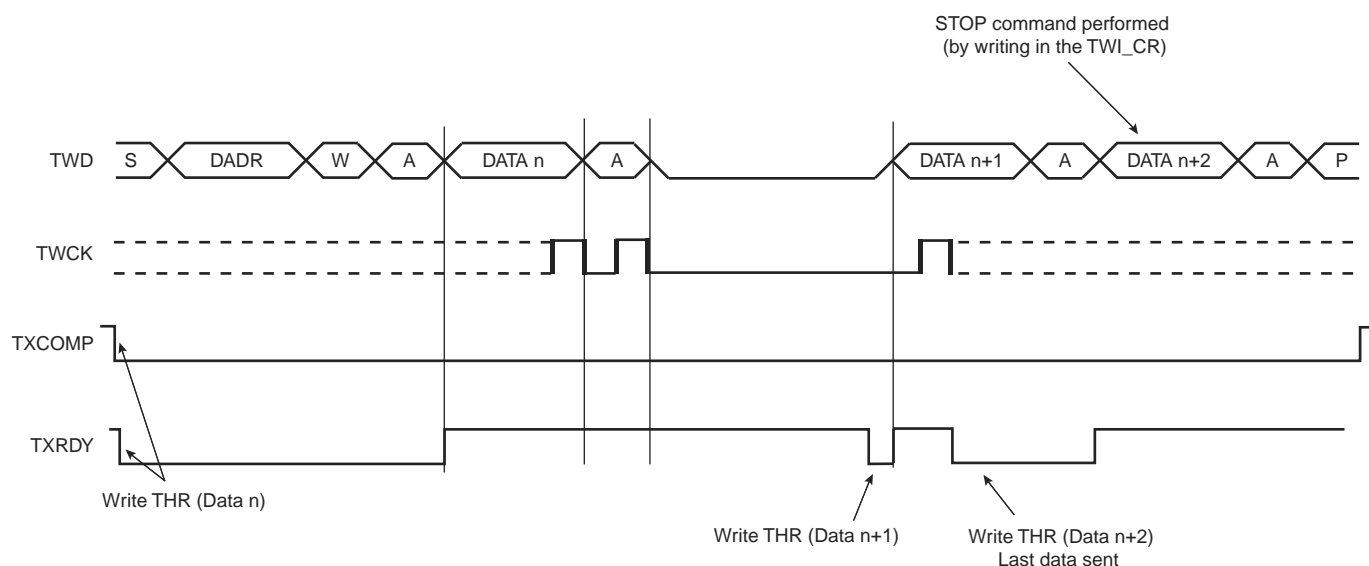 STOP command performed
(by writing in the TWI_CR)
TWD S DADR W A DATA n A DATA n+1 A DATA n+2 A P
TWCK
TXCOMP
TXRDY
Write THR (Data n)
Write THR (Data n+1)
Write THR (Data n+2)
Last data sent